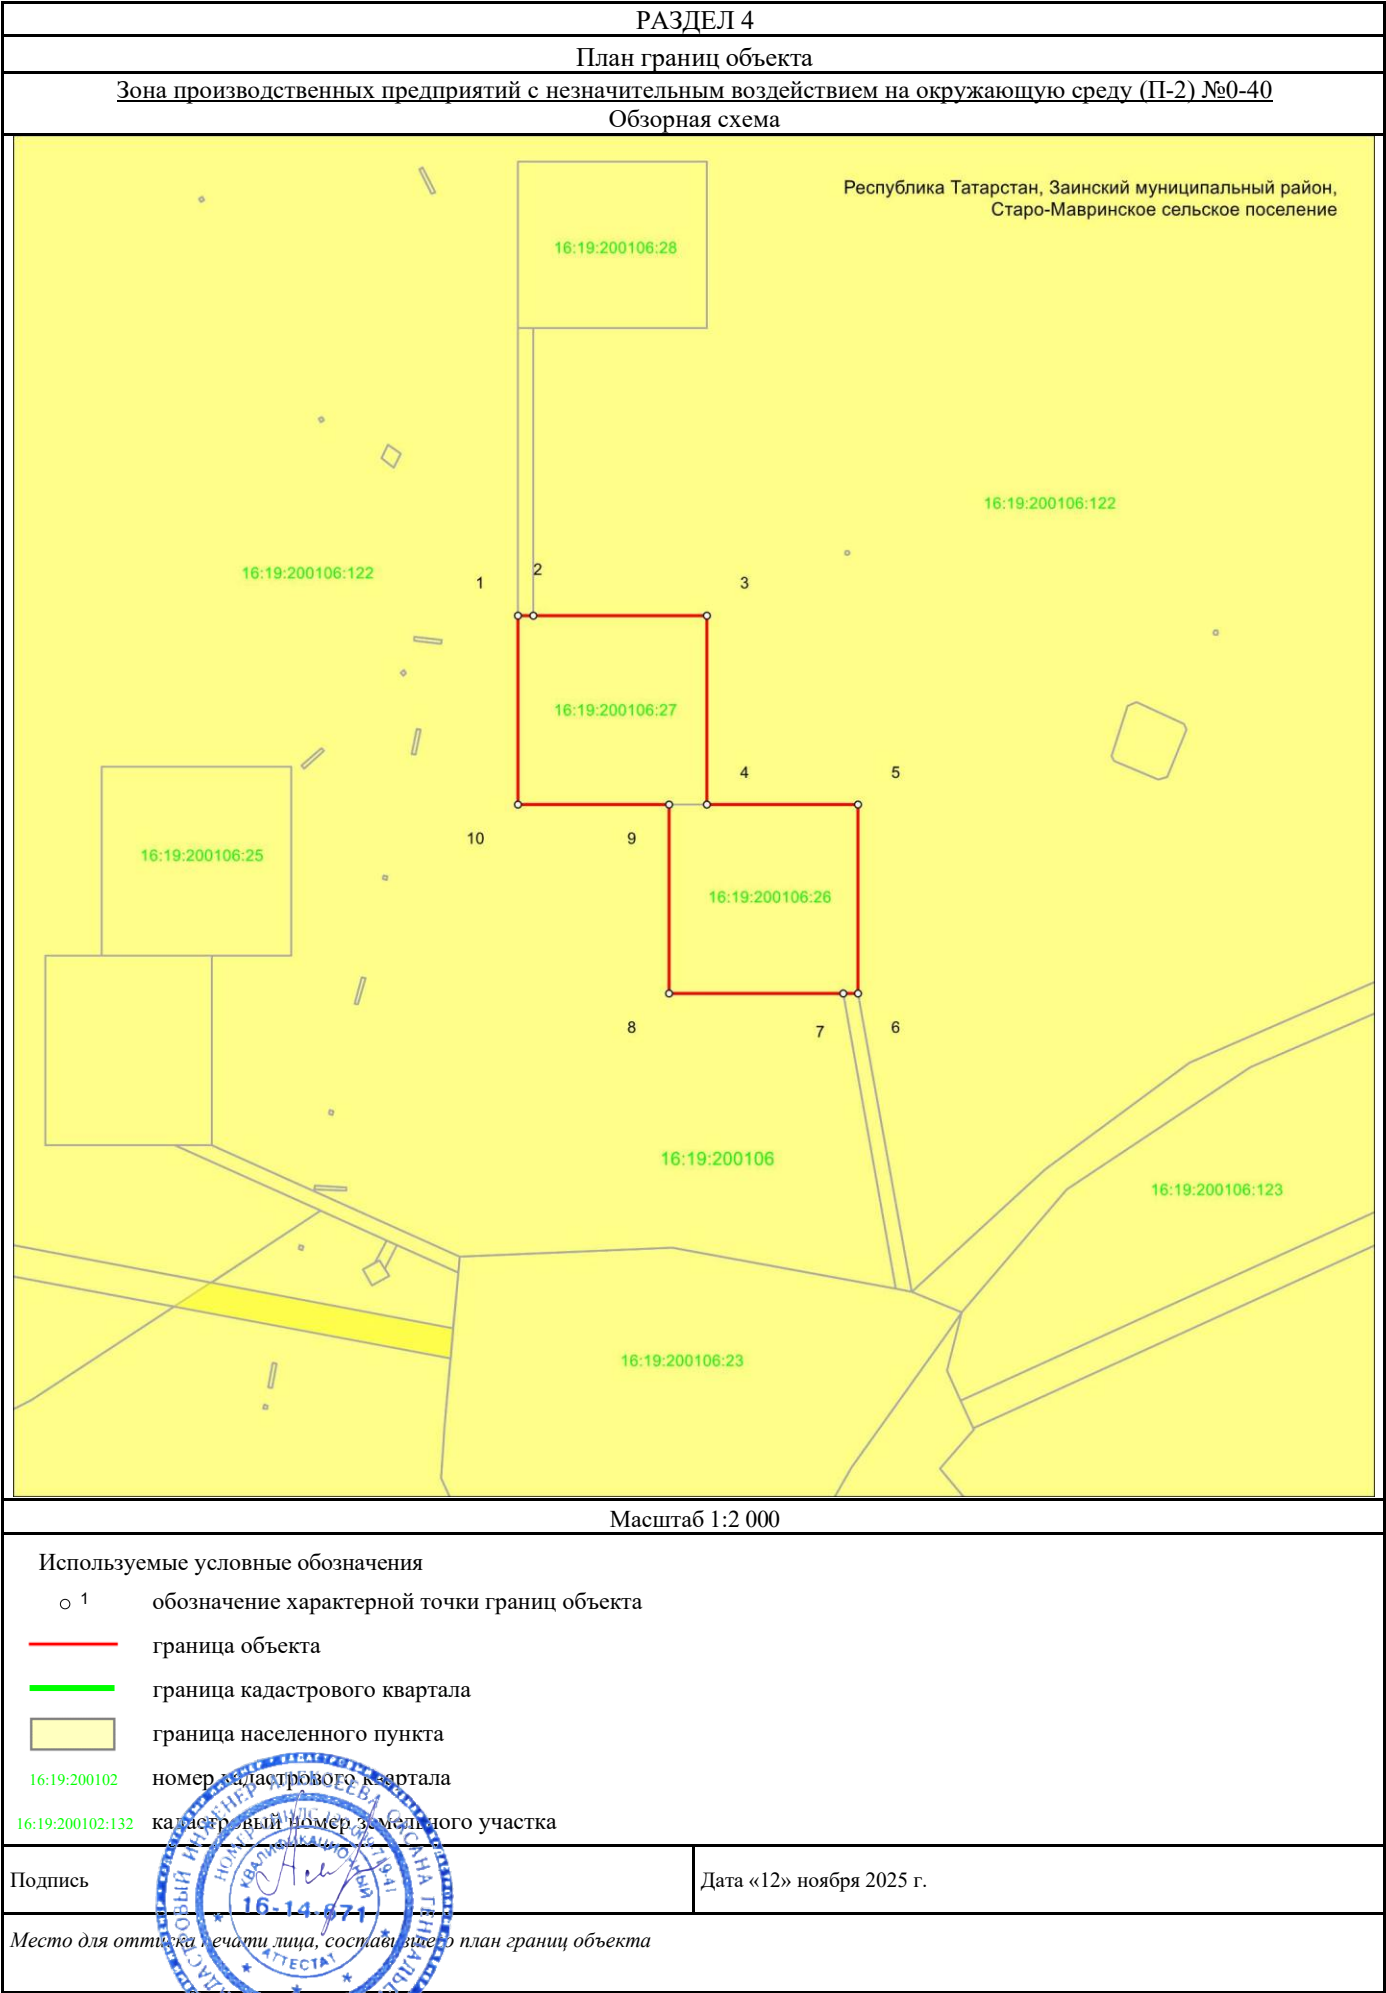 РАЗДЕЛ 4
План границ объекта
Зона производственных предприятий с незначительным воздействием на окружающую среду (П-2) №0-40
Обзорная схема
Республика Татарстан, Заинский муниципальный район,
Старо-Мавринское сельское поселение
16:19:200106:28
16:19:200106:122
16:19:200106:122
1
2
3
16:19:200106:27
4
5
10
9
16:19:200106:25
16:19:200106:26
8
7
6
16:19:200106
16:19:200106:123
16:19:200106:23
Масштаб 1:2 000
Используемые условные обозначения
1 обозначение характерной точки границ объекта
граница объекта
граница кадастрового квартала
граница населенного пункта
16:19:200102 номер кадастрового квартала
16:19:200102:132 кадастровый номер земельного участка
Подпись
Дата «12» ноября 2025 г.
Место для оттиска печати лица, составившего план границ объекта
КВАЛИФИКАЦИОННЫЙ
16-14-671
АТТЕСТАТ